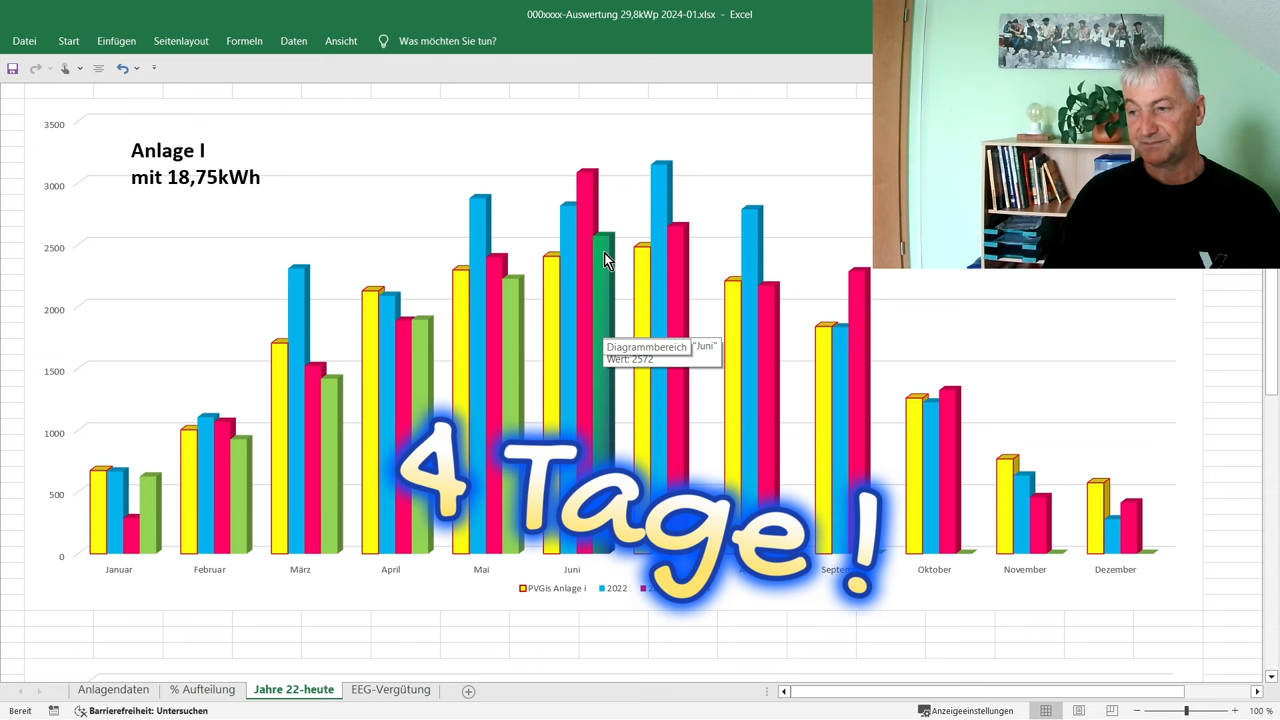 000xxxx-Auswertung 29,8kWp 2024-01.xlsx - Excel
Datei Start Einfügen Seitenlayout Formeln Daten Ansicht Was möchten Sie tun?
Anlage I
mit 18,75kWh
3500
3000
2500
2000
1500
1000
500
0
Diagrammbereich "Juni"
Wert: 2572
4 Tage !
Januar Februar März April Mai Juni Oktober November Dezember
PVGis Anlage i 2022
Anlagendaten % Aufteilung Jahre 22-heute EEG-Vergütung
Bereit Barrierefreiheit: Untersuchen Anzeigeeinstellungen 100 %